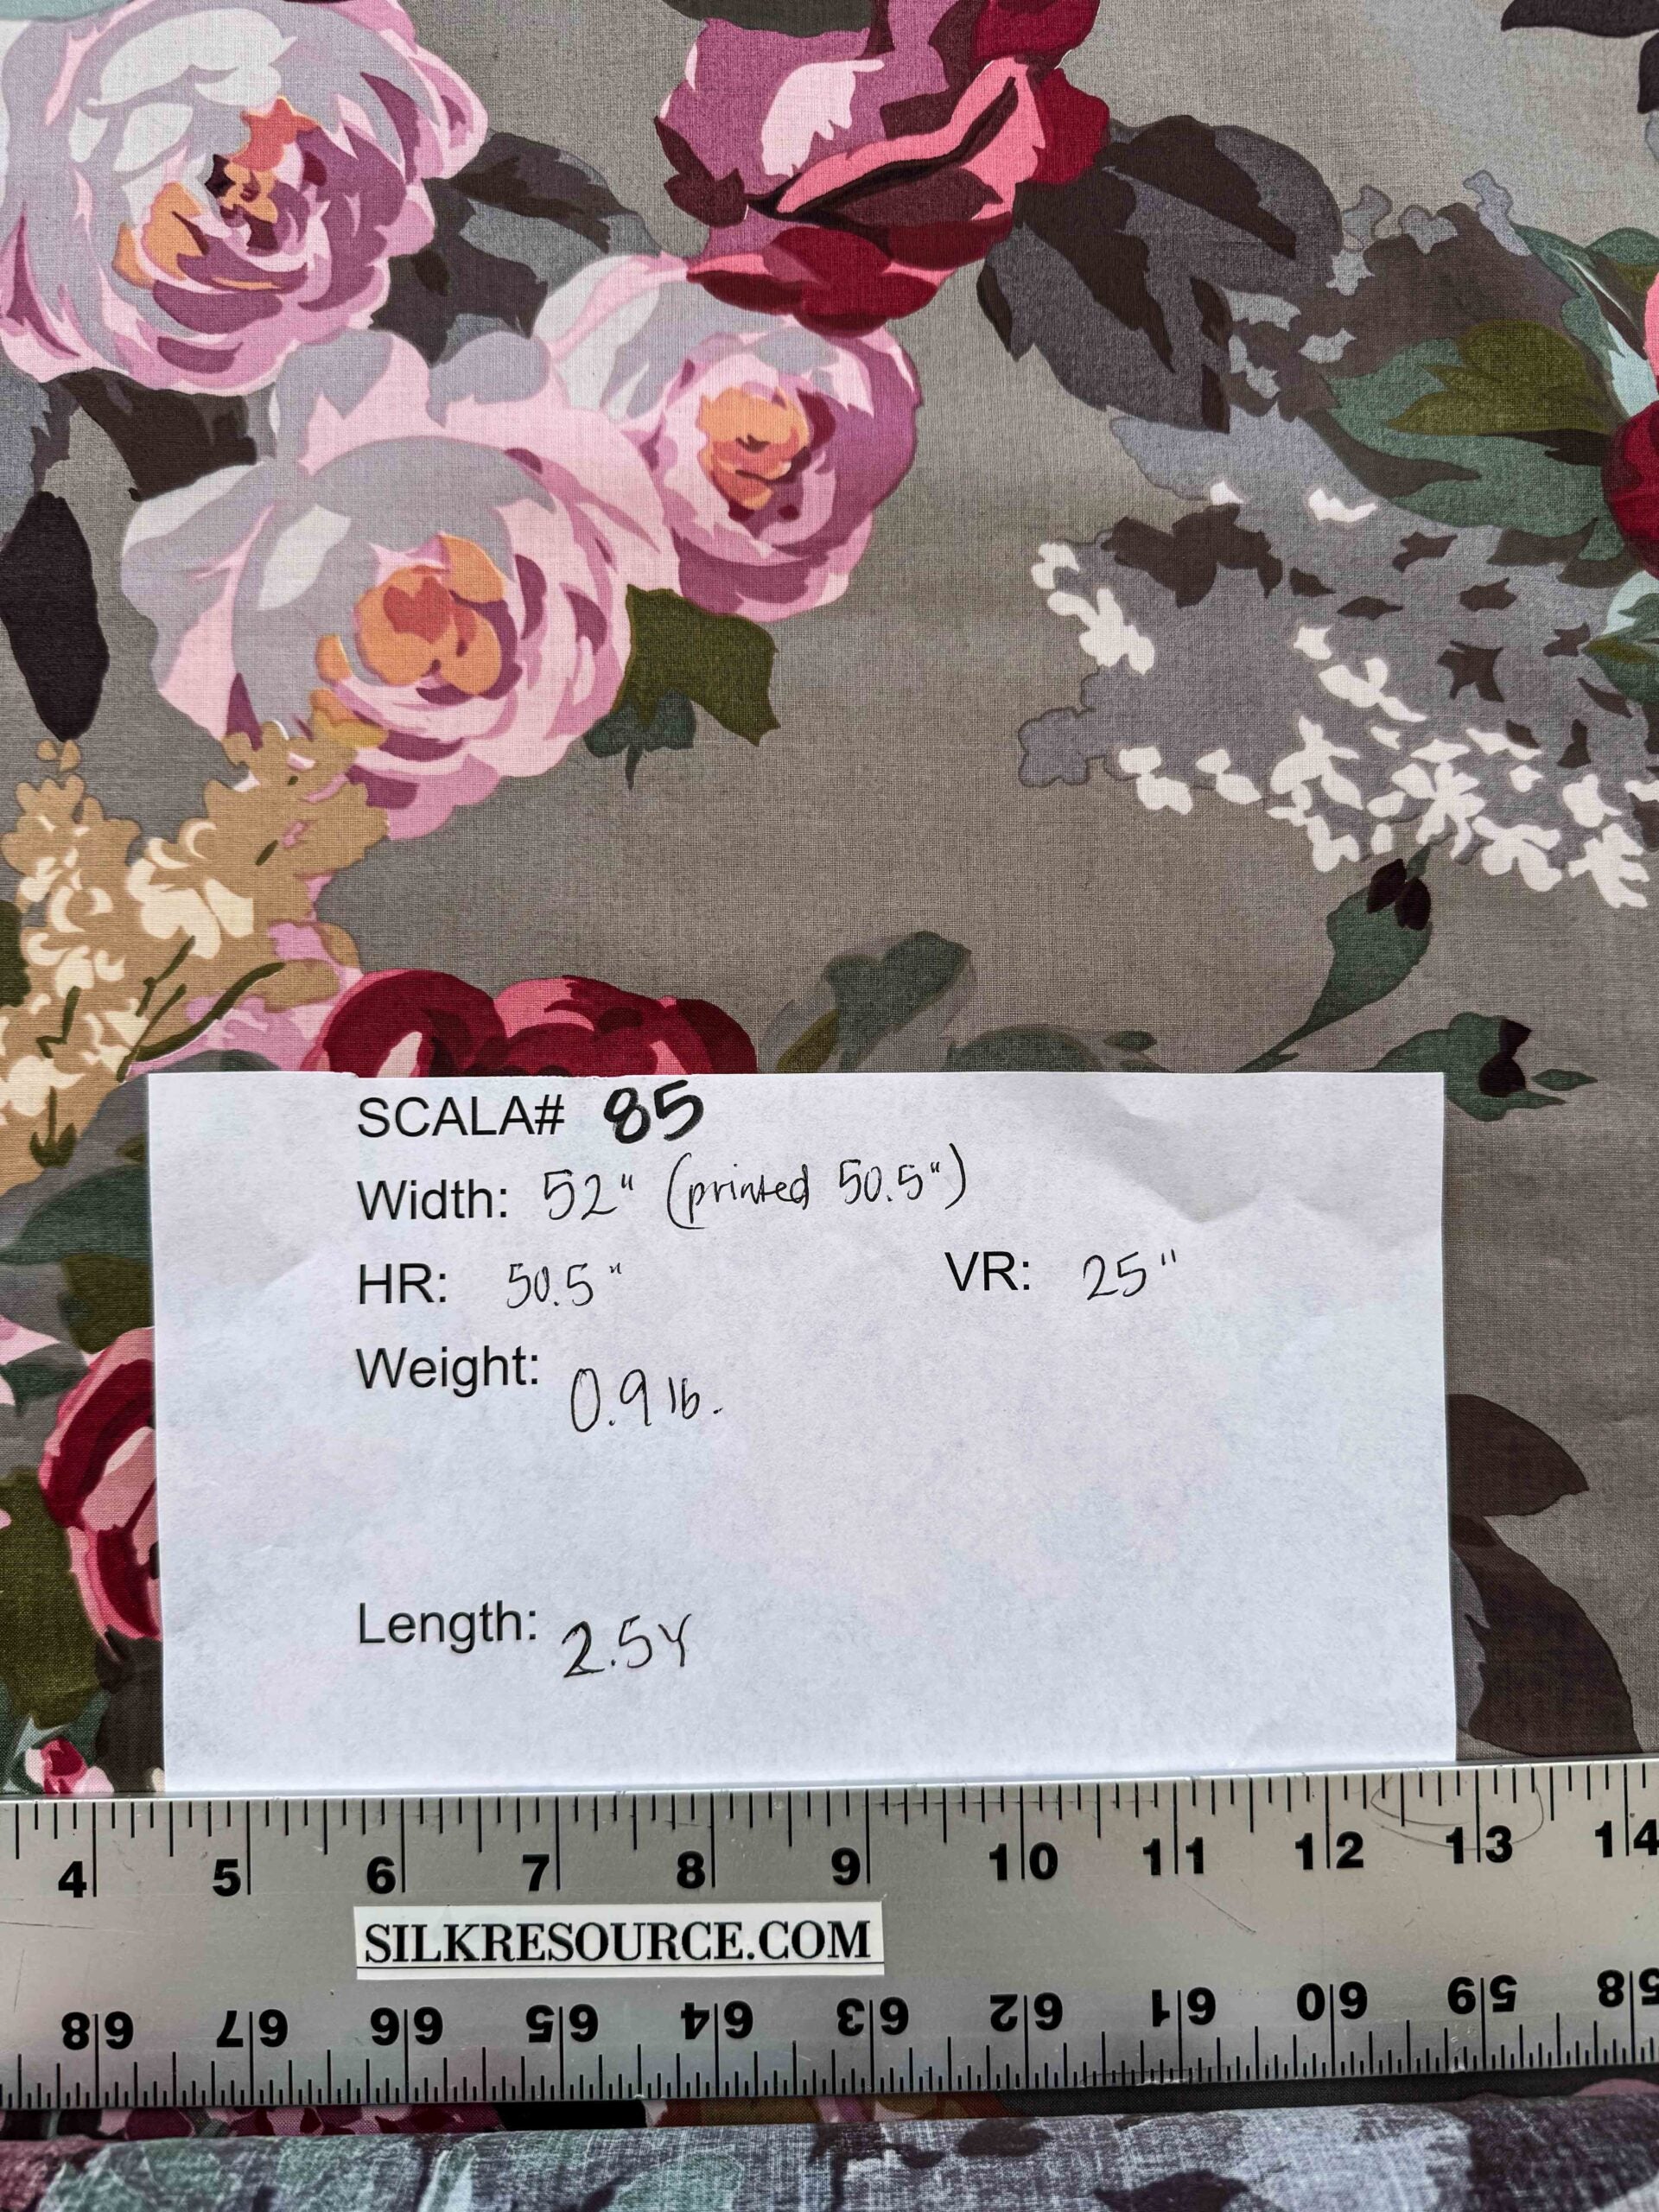 SCALA# 85
Width: 52" (printed 50.5")
HR: 50.5" VR: 25"
Weight: 0.9 lb.
Length: 2.5Y
4 5 6 7 8 9 10 11 12 13 14
SILKRESOURCE.COM
68 67 66 65 64 63 62 61 60 59 58